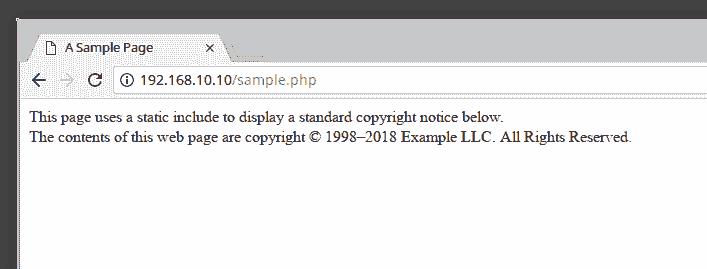 A Sample Page
192.168.10.10/sample.php
This page uses a static include to display a standard copyright notice below.
The contents of this web page are copyright © 1998–2018 Example LLC. All Rights Reserved.